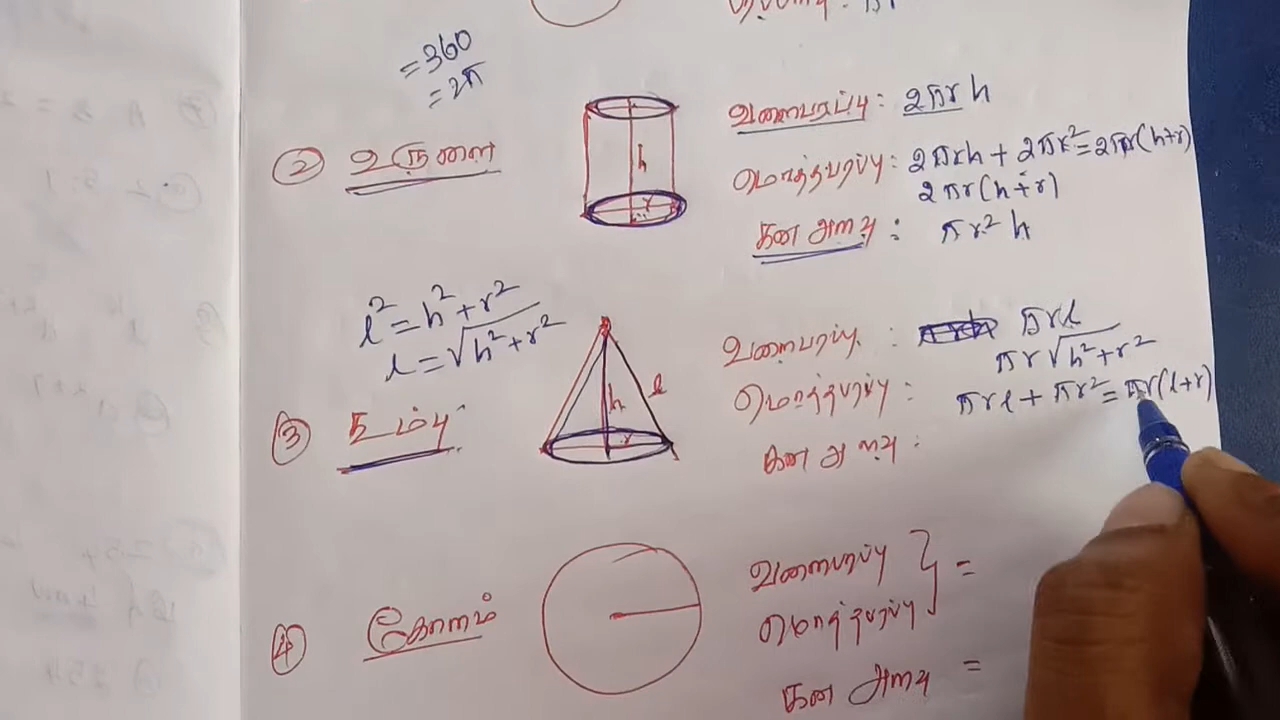 = 360
= 2π
② உருளை
h
r
வளைபரப்பு : 2πrh
மொத்தபரப்பு : 2πrh + 2πr² = 2πr(h+r)
2πr(h+r)
கன அளவு : πr²h
l² = h² + r²
l = √h² + r²
③ கூம்பு
h
l
r
வளைபரப்பு : πrl
πr√h² + r²
மொத்தபரப்பு : πrl + πr² = πr(l+r)
கன அளவு :
④ கோளம்
வளைபரப்பு } =
மொத்தபரப்பு
கன அளவு =